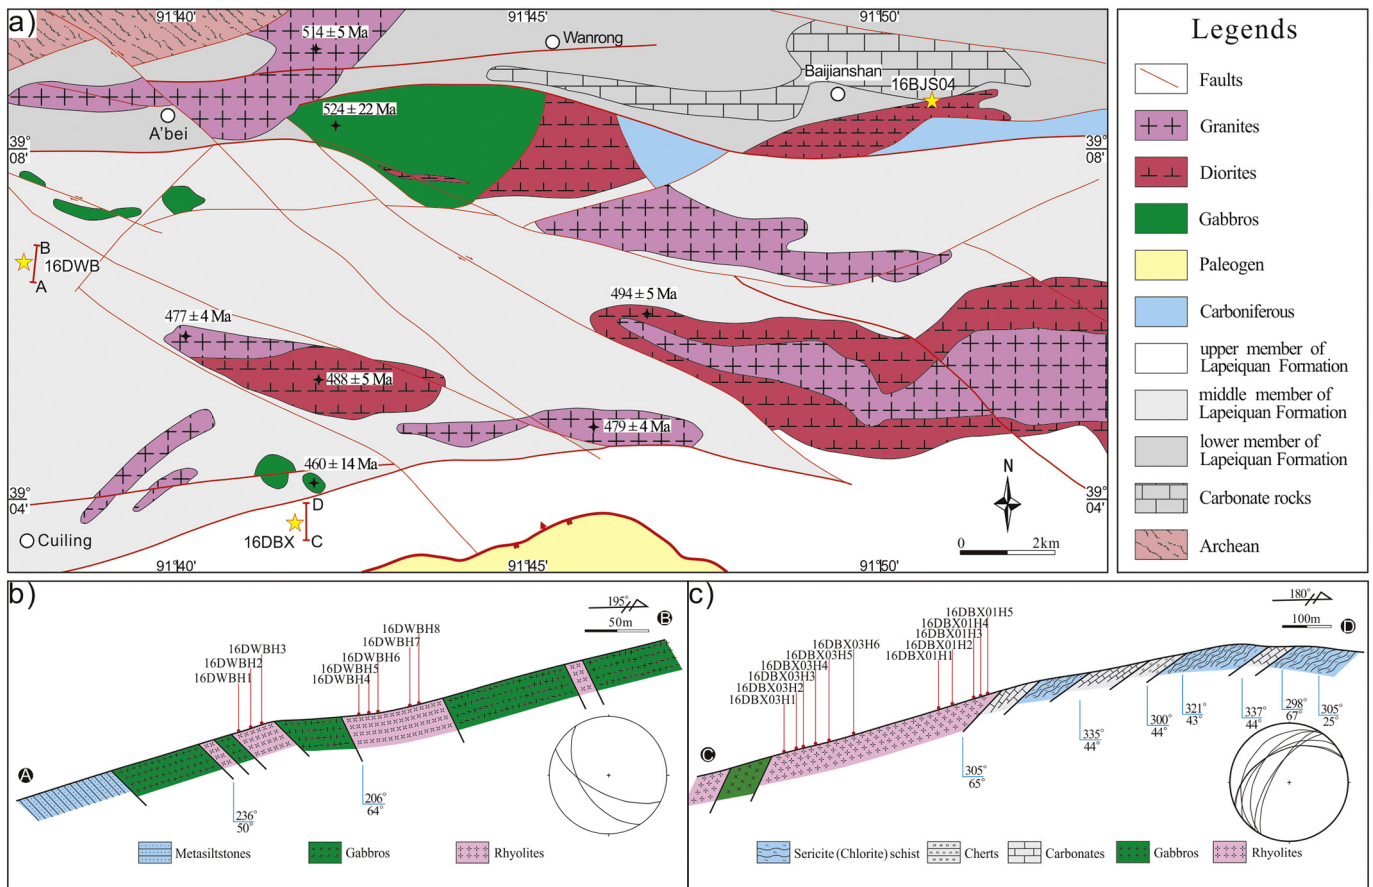 a)
91°40'
91°45'
91°50'
514±5 Ma
Wanrong
Baijianshan
16BJS04
524±22 Ma
A'bei
39°
08'
39°
08'
B
16DWB
A
477±4 Ma
494±5 Ma
488±5 Ma
479±4 Ma
460±14 Ma
39°
04'
39°
04'
D
16DBX
C
Cuiling
N
0
2km
91°40'
91°45'
91°50'
Legends
Faults
Granites
Diorites
Gabbros
Paleogen
Carboniferous
upper member of
Lapeiquan Formation
middle member of
Lapeiquan Formation
lower member of
Lapeiquan Formation
Carbonate rocks
Archean
b)
195°
50m
B
16DWBH8
16DWBH7
16DWBH6
16DWBH5
16DWBH4
16DWBH3
16DWBH2
16DWBH1
A
236°
50°
206°
64°
Metasiltstones
Gabbros
Rhyolites
c)
180°
100m
D
16DBX01H5
16DBX01H4
16DBX01H3
16DBX01H2
16DBX01H1
16DBX03H6
16DBX03H5
16DBX03H4
16DBX03H3
16DBX03H2
16DBX03H1
C
305°
65°
335°
44°
300°
44°
321°
43°
337°
44°
298°
67°
305°
25°
Sericite (Chlorite) schist
Cherts
Carbonates
Gabbros
Rhyolites